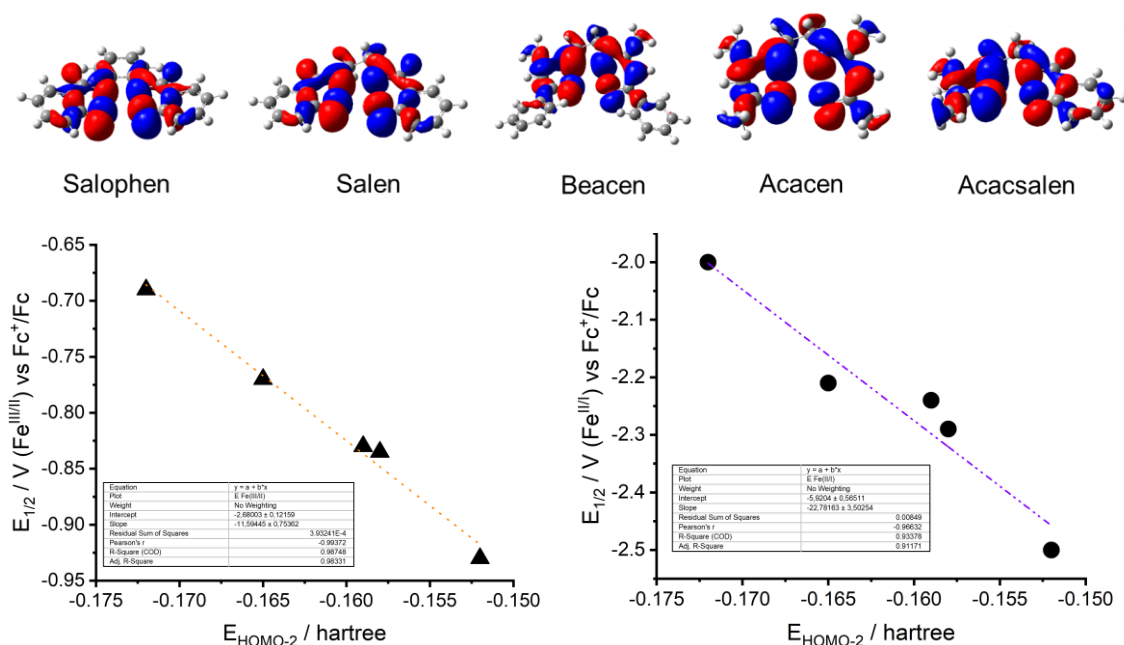 Salophen Salen Beacen Acacen Acacsalen
E1/2 / V (Fe^III/II) vs Fc+/Fc
-0.65
-0.70
-0.75
-0.80
-0.85
-0.90
-0.95
Equation y = a + b*x
Plot E Fe(III/II)
Weight No Weighting
Intercept -2,68003 ± 0,12159
Slope -11,59445 ± 0,75362
Residual Sum of Squares 3.93241E-4
Pearson's r -0.99372
R-Square (COD) 0.98748
Adj. R-Square 0.98331
-0.175 -0.170 -0.165 -0.160 -0.155 -0.150
E_HOMO-2 / hartree
E1/2 / V (Fe^II/I) vs Fc+/Fc
-2.0
-2.1
-2.2
-2.3
-2.4
-2.5
Equation y = a + b*x
Plot E Fe(II/I)
Weight No Weighting
Intercept -5,9204 ± 0,56511
Slope -22,78163 ± 3,50254
Residual Sum of Squares 0.00849
Pearson's r -0.96632
R-Square (COD) 0.93378
Adj. R-Square 0.91171
-0.175 -0.170 -0.165 -0.160 -0.155 -0.150
E_HOMO-2 / hartree